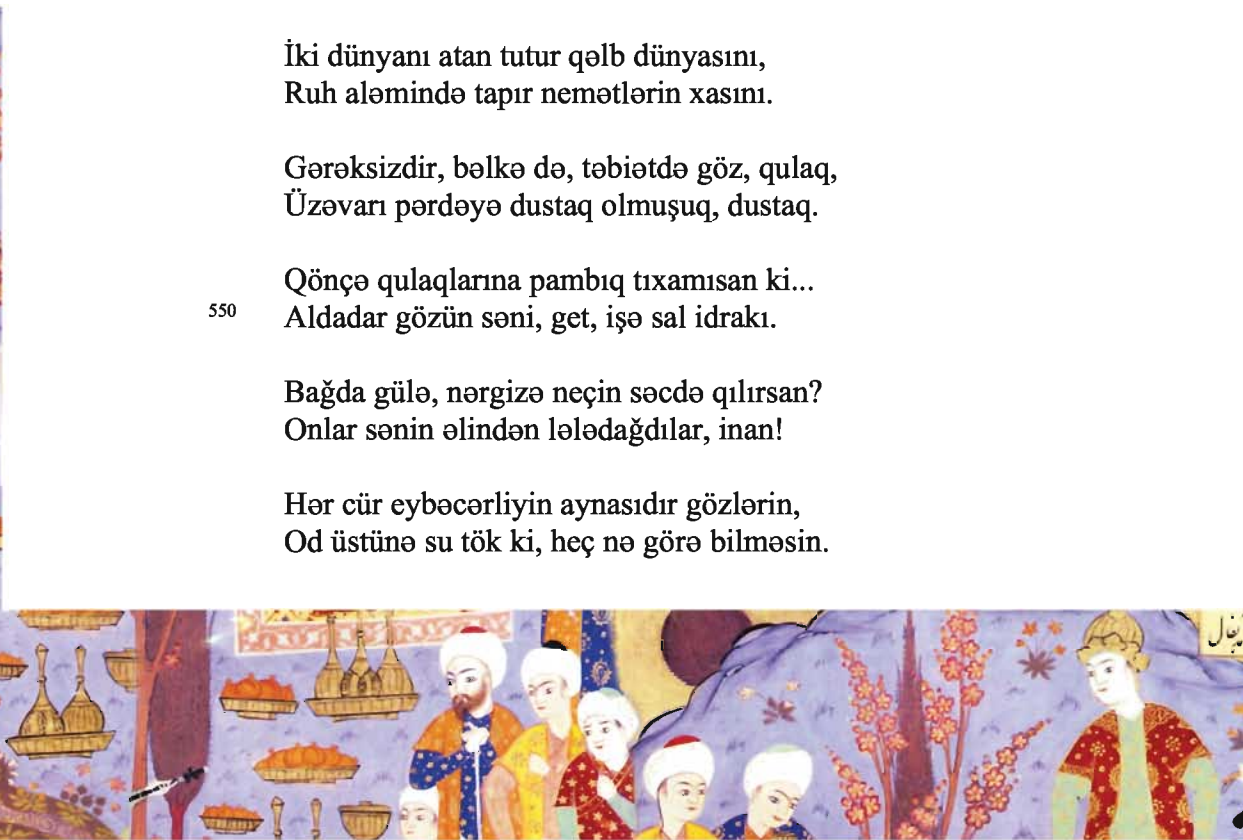 İki dünyanı atan tutur qəlb dünyasını,
Ruh aləmində tapır nemətlərin xasını.
Gərəksizdir, bəlkə də, təbiətdə göz, qulaq,
Üzəvarı pərdəyə dustaq olmuşuq, dustaq.
Qönçə qulaqlarına pambıq tıxamısan ki...
550 Aldadar gözün səni, get, işə sal idrakı.
Bağda gülə, nərgizə neçin səcdə qılırsan?
Onlar sənin əlindən lələdağdılar, inan!
Hər cür eybəcərliyin aynasıdır gözlərin,
Od üstünə su tök ki, heç nə görə bilməsin.